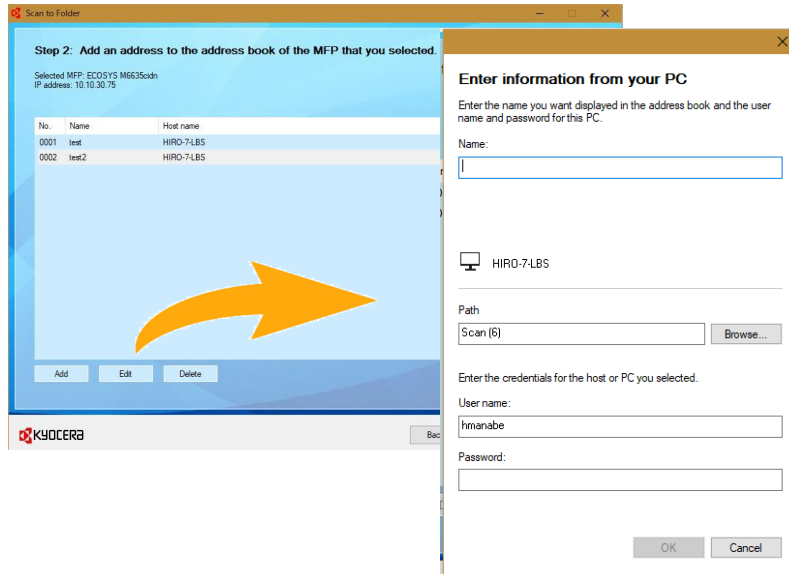 Scan to Folder
Step 2: Add an address to the address book of the MFP that you selected.
Selected MFP: ECOSYS M6635cidn
IP address: 10.10.30.75
No. Name Host name
0001 test HIRO-7-LBS
0002 test2 HIRO-7-LBS
Add Edit Delete
KYOCERA
Bac
Enter information from your PC
Enter the name you want displayed in the address book and the user
name and password for this PC.
Name:
HIRO-7-LBS
Path
Scan (6) Browse...
Enter the credentials for the host or PC you selected.
User name:
hmanabe
Password:
OK Cancel